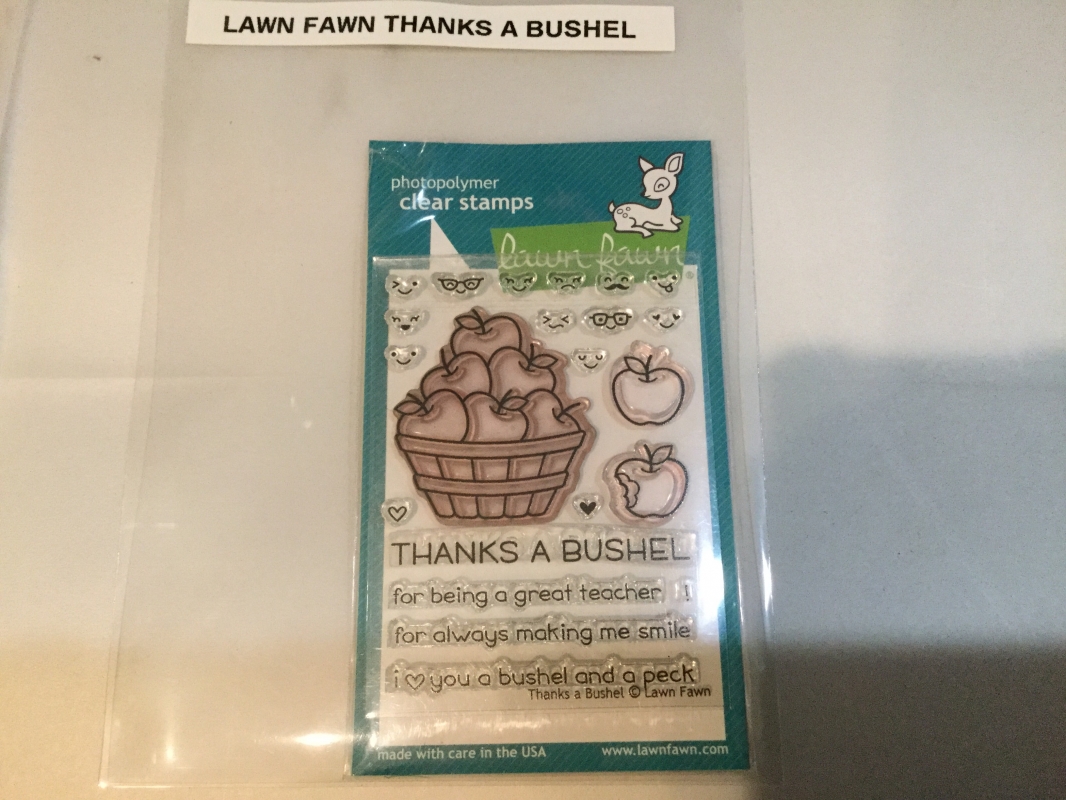 LAWN FAWN THANKS A BUSHEL
photopolymer
clear stamps
lawn fawn
THANKS A BUSHEL
for being a great teacher !
for always making me smile
i ♡ you a bushel and a peck
Thanks a Bushel © Lawn Fawn
made with care in the USA
www.lawnfawn.com